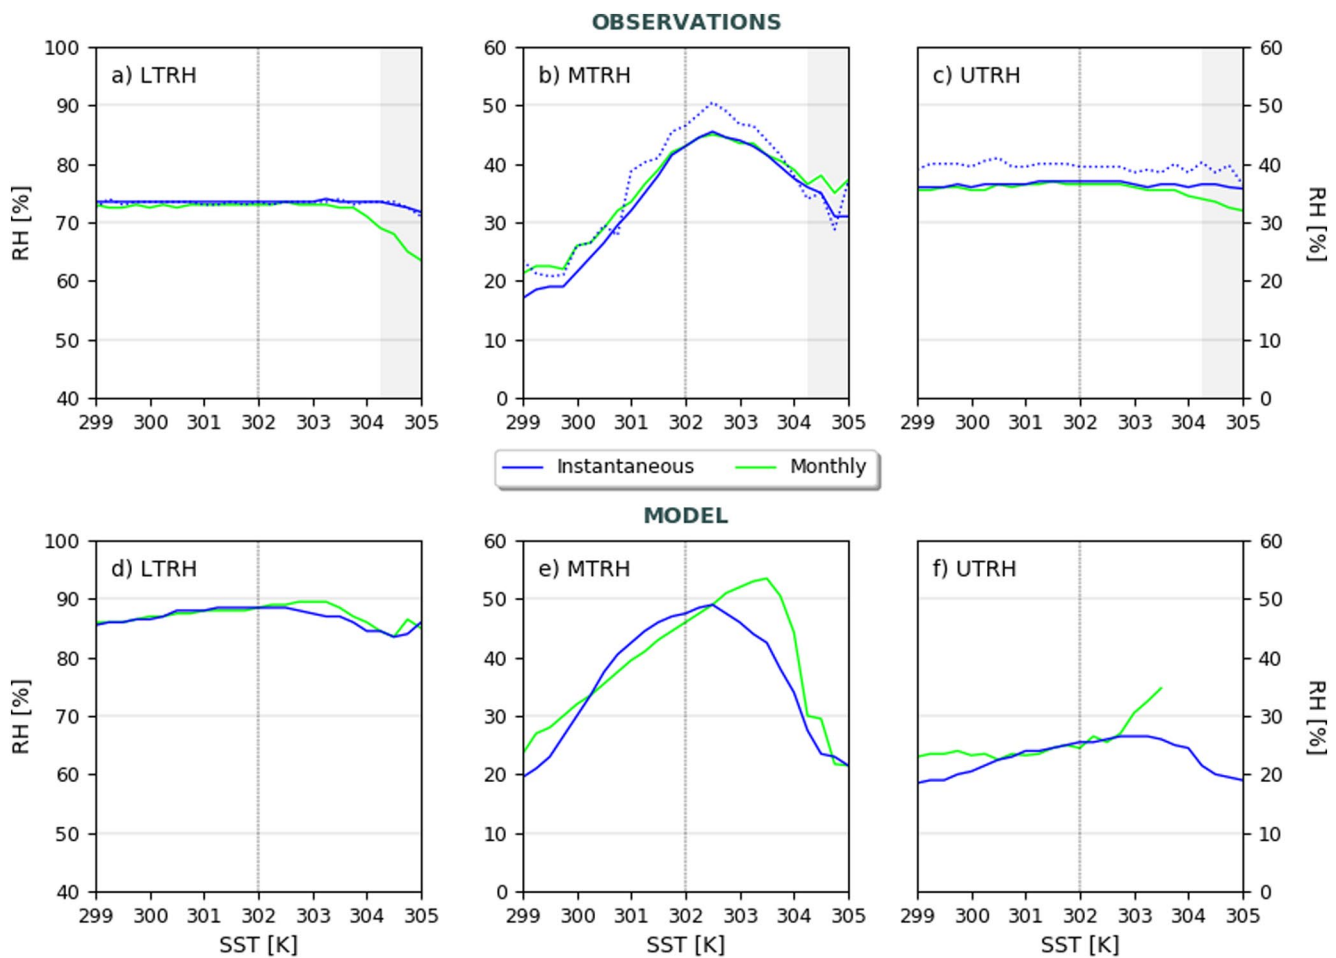 OBSERVATIONS
a) LTRH
b) MTRH
c) UTRH
100
90
80
70
60
50
40
RH [%]
299 300 301 302 303 304 305
60
50
40
30
20
10
0
299 300 301 302 303 304 305
60
50
40
30
20
10
0
RH [%]
299 300 301 302 303 304 305
Instantaneous Monthly
MODEL
d) LTRH
e) MTRH
f) UTRH
100
90
80
70
60
50
40
RH [%]
299 300 301 302 303 304 305
SST [K]
60
50
40
30
20
10
0
299 300 301 302 303 304 305
SST [K]
60
50
40
30
20
10
0
RH [%]
299 300 301 302 303 304 305
SST [K]